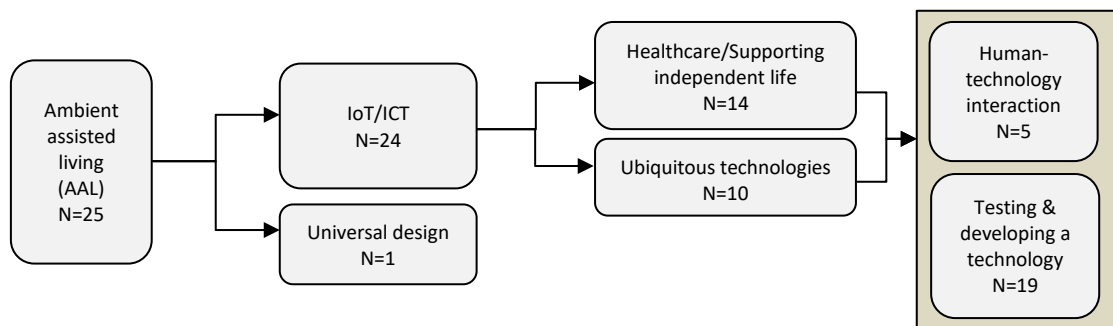 Ambient
assisted
living
(AAL)
N=25
IoT/ICT
N=24
Universal design
N=1
Healthcare/Supporting
independent life
N=14
Ubiquitous technologies
N=10
Human-
technology
interaction
N=5
Testing &
developing a
technology
N=19